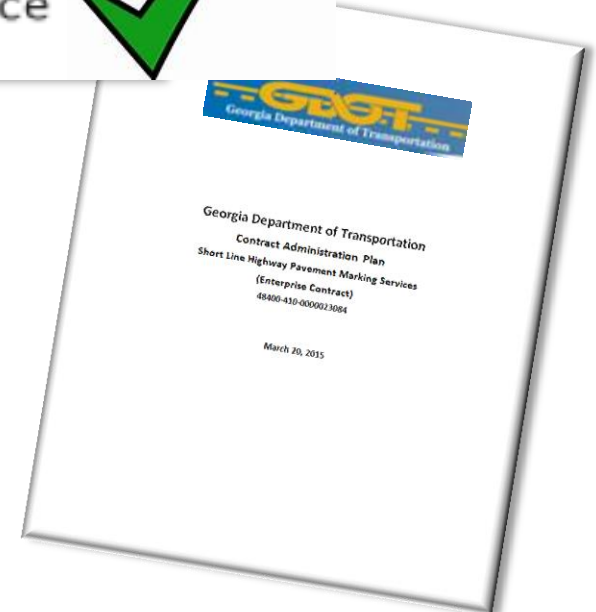 ce
GDOT
Georgia Department of Transportation
Georgia Department of Transportation
Contract Administration Plan
Short Line Highway Pavement Marking Services
(Enterprise Contract)
48400-410-0000023084
March 20, 2015